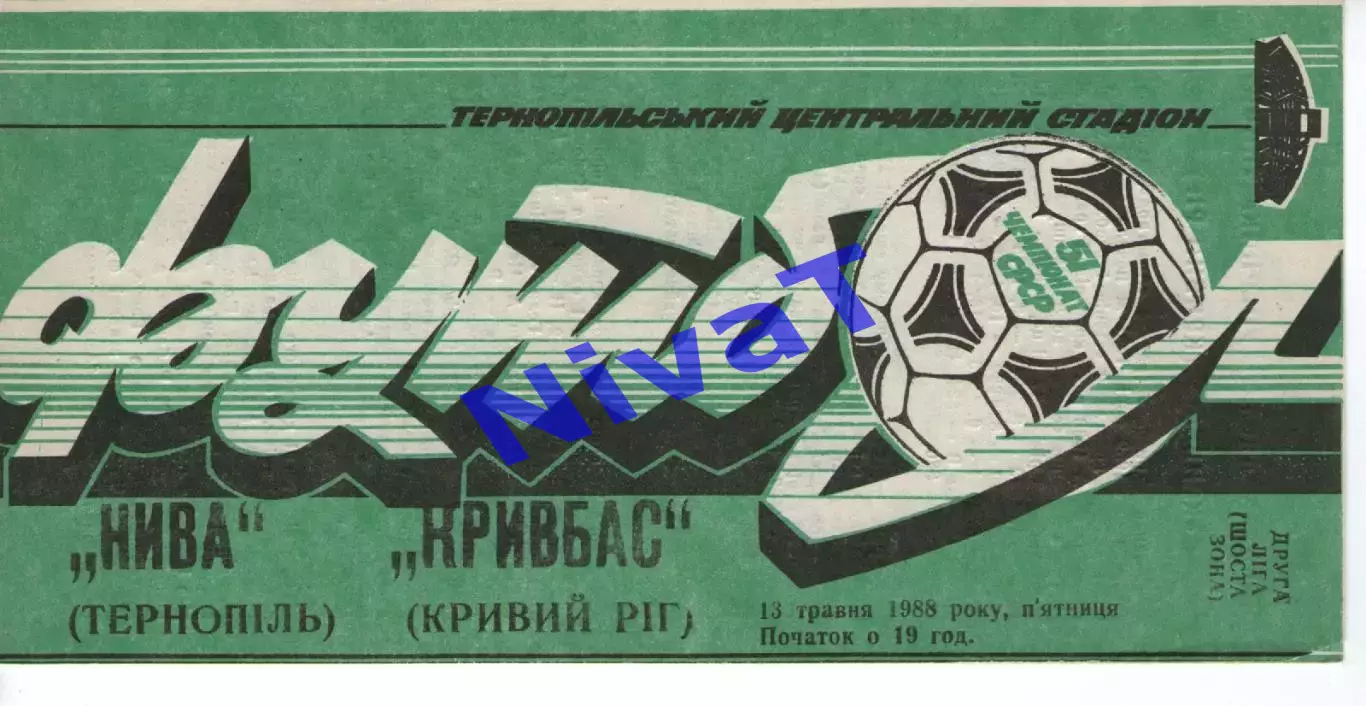 ТЕРНОПІЛЬСЬКИЙ ЦЕНТРАЛЬНИЙ СТАДІОН
футбол
51
ЧЕМПІОНАТ
СРСР
NivaT
„НИВА“ „КРИВБАС“
(ТЕРНОПІЛЬ) (КРИВИЙ РІГ)
13 травня 1988 року, п'ятниця
Початок о 19 год.
ДРУГА
ЛІГА
(ШОСТА
ЗОНА)